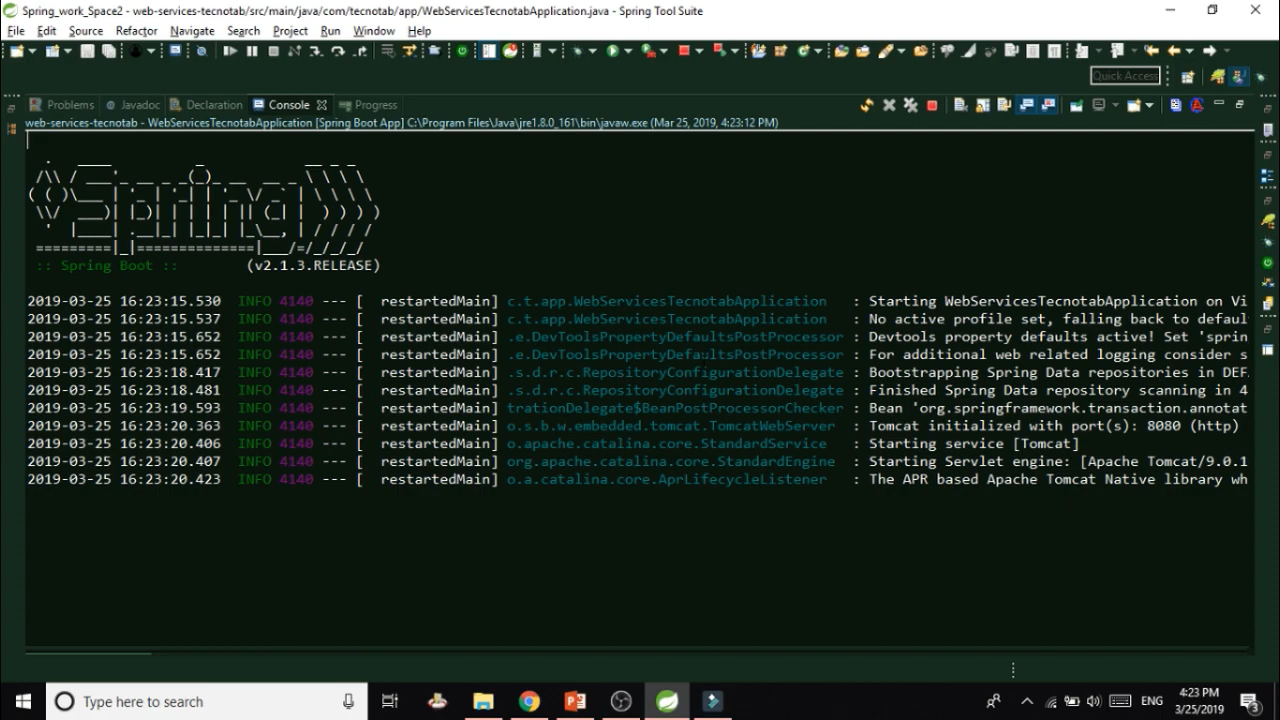 Spring_work_Space2 - web-services-tecnotab/src/main/java/com/tecnotab/app/WebServicesTecnotabApplication.java - Spring Tool Suite
File Edit Source Refactor Navigate Search Project Run Window Help
Quick Access
Problems Javadoc Declaration Console Progress
web-services-tecnotab - WebServicesTecnotabApplication [Spring Boot App] C:\Program Files\Java\jre1.8.0_161\bin\javaw.exe (Mar 25, 2019, 4:23:12 PM)
Spring
:: Spring Boot :: (v2.1.3.RELEASE)
2019-03-25 16:23:15.530 INFO 4140 --- [ restartedMain] c.t.app.WebServicesTecnotabApplication : Starting WebServicesTecnotabApplication on Vi
2019-03-25 16:23:15.537 INFO 4140 --- [ restartedMain] c.t.app.WebServicesTecnotabApplication : No active profile set, falling back to defaul
2019-03-25 16:23:15.652 INFO 4140 --- [ restartedMain] .e.DevToolsPropertyDefaultsPostProcessor : Devtools property defaults active! Set 'sprin
2019-03-25 16:23:15.652 INFO 4140 --- [ restartedMain] .e.DevToolsPropertyDefaultsPostProcessor : For additional web related logging consider s
2019-03-25 16:23:18.417 INFO 4140 --- [ restartedMain] .s.d.r.c.RepositoryConfigurationDelegate : Bootstrapping Spring Data repositories in DEF
2019-03-25 16:23:18.481 INFO 4140 --- [ restartedMain] .s.d.r.c.RepositoryConfigurationDelegate : Finished Spring Data repository scanning in 4
2019-03-25 16:23:19.593 INFO 4140 --- [ restartedMain] trationDelegate$BeanPostProcessorChecker : Bean 'org.springframework.transaction.annotat
2019-03-25 16:23:20.363 INFO 4140 --- [ restartedMain] o.s.b.w.embedded.tomcat.TomcatWebServer : Tomcat initialized with port(s): 8080 (http)
2019-03-25 16:23:20.406 INFO 4140 --- [ restartedMain] o.apache.catalina.core.StandardService : Starting service [Tomcat]
2019-03-25 16:23:20.407 INFO 4140 --- [ restartedMain] org.apache.catalina.core.StandardEngine : Starting Servlet engine: [Apache Tomcat/9.0.1
2019-03-25 16:23:20.423 INFO 4140 --- [ restartedMain] o.a.catalina.core.AprLifecycleListener : The APR based Apache Tomcat Native library wh
Type here to search
ENG
4:23 PM
3/25/2019
3